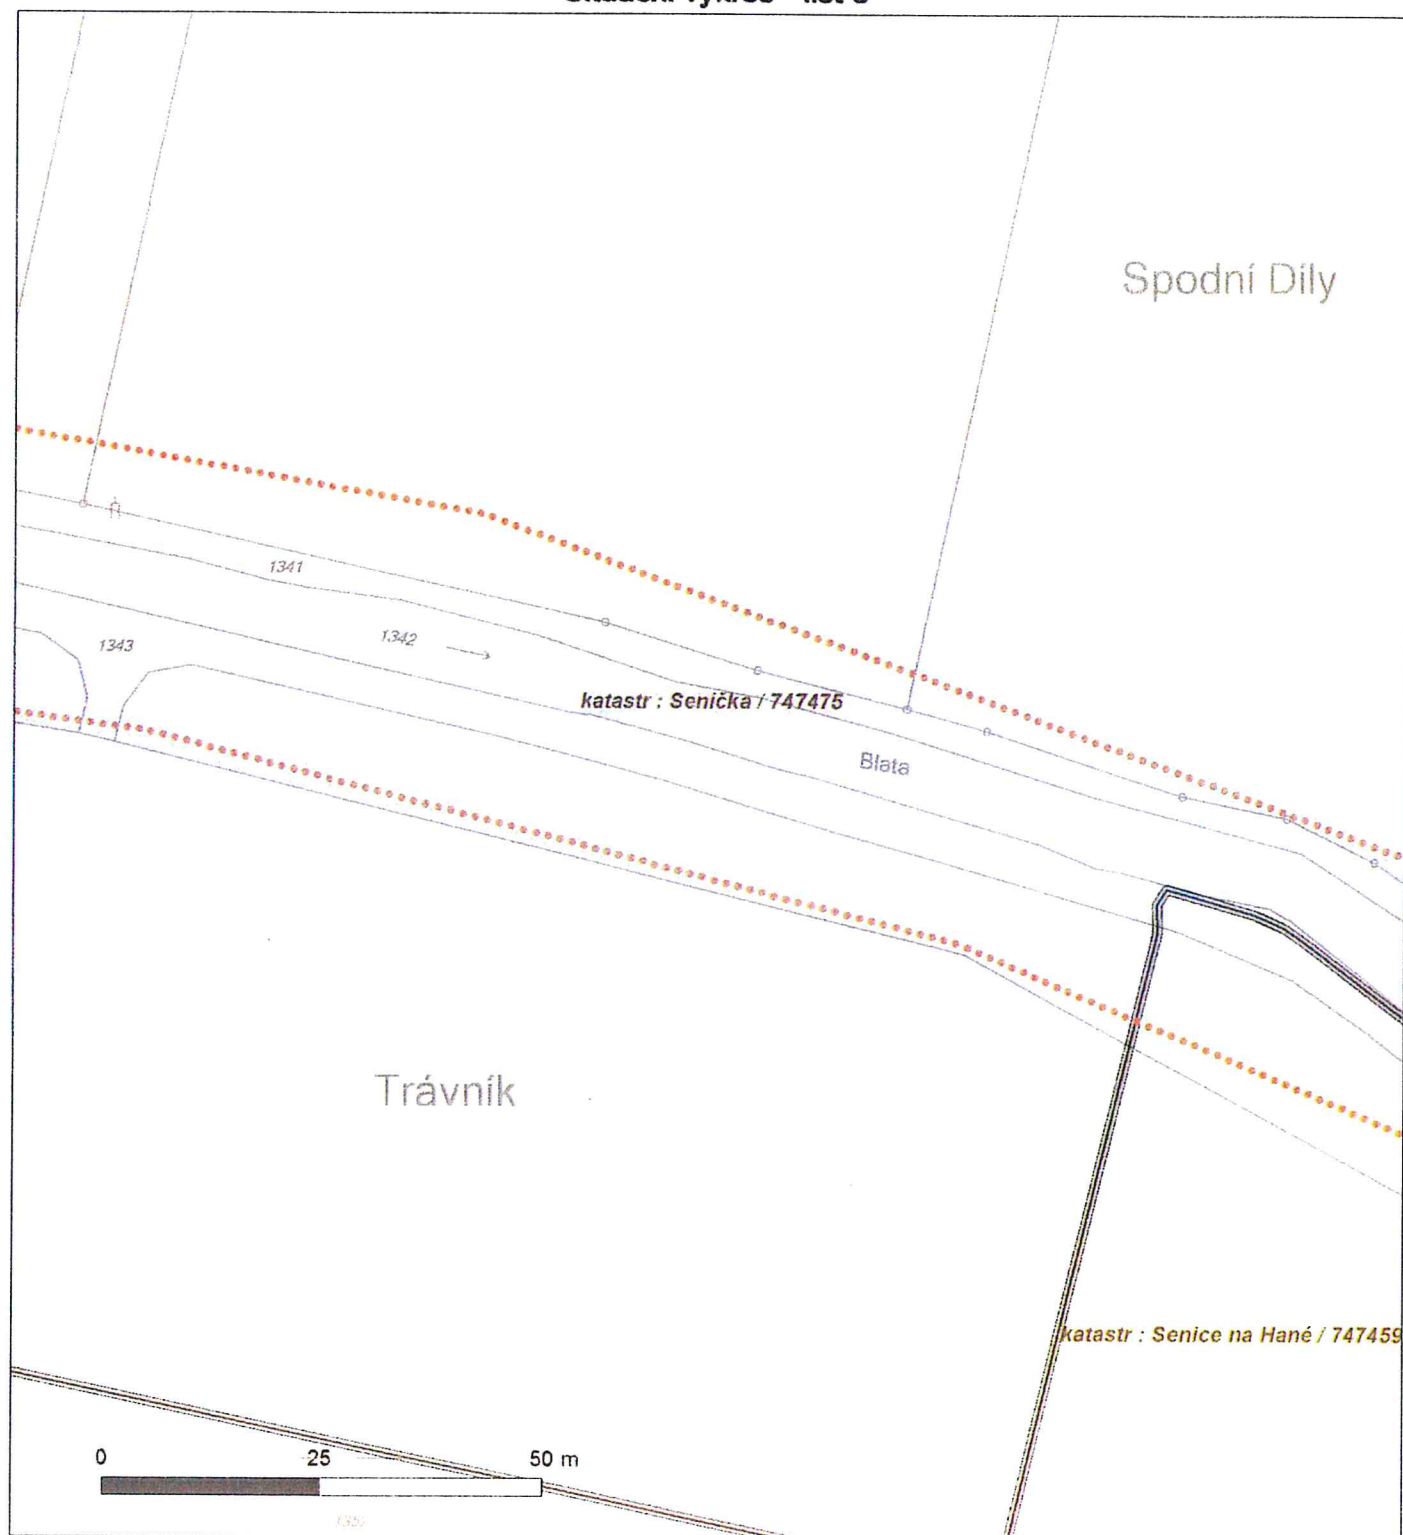 Spodní Díly
1341
1342
1343
katastr : Senička / 747475
Blata
Trávník
katastr : Senice na Hané / 747459
0 25 50 m